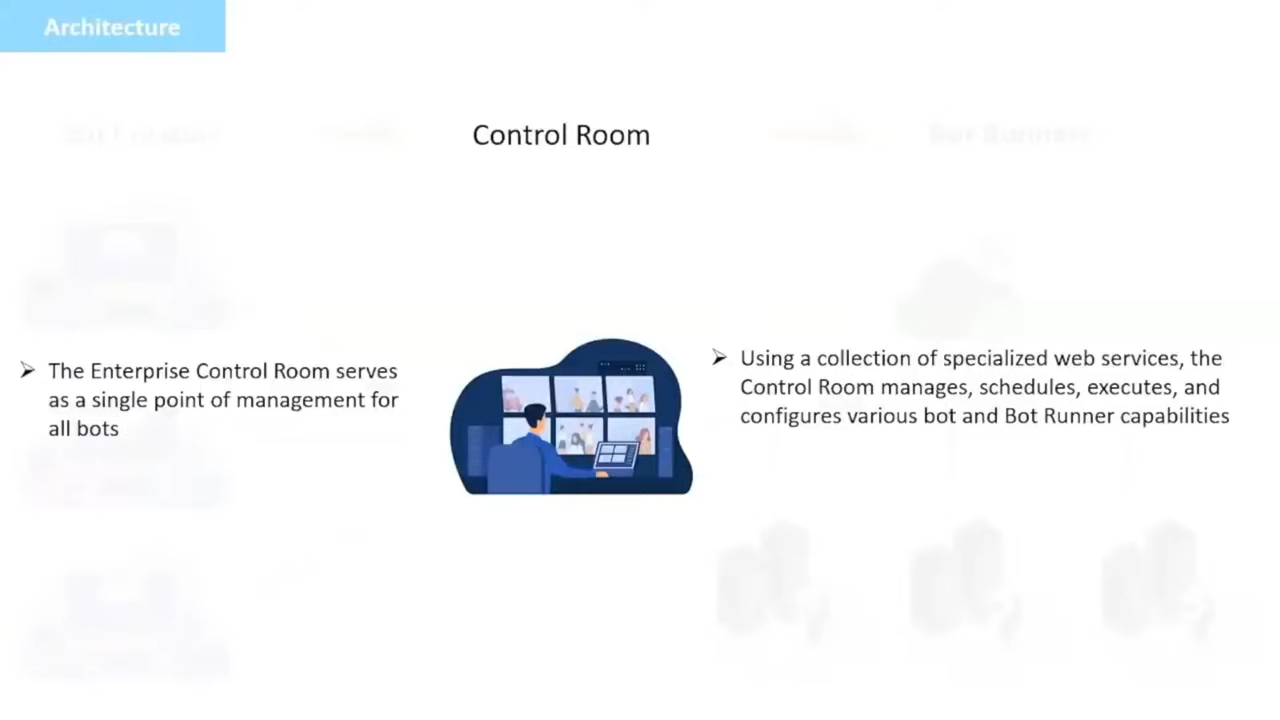 Architecture
Control Room
➢ The Enterprise Control Room serves
as a single point of management for
all bots
➢ Using a collection of specialized web services, the
Control Room manages, schedules, executes, and
configures various bot and Bot Runner capabilities